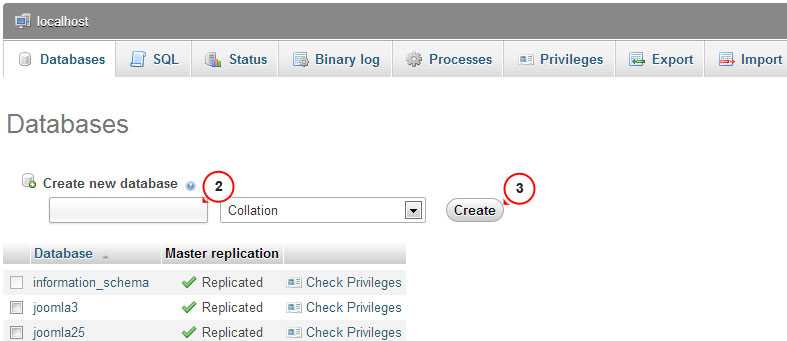 localhost
Databases SQL Status Binary log Processes Privileges Export Import
Databases
Create new database 2 3
Collation Create
Database Master replication
information_schema Replicated Check Privileges
joomla3 Replicated Check Privileges
joomla25 Replicated Check Privileges